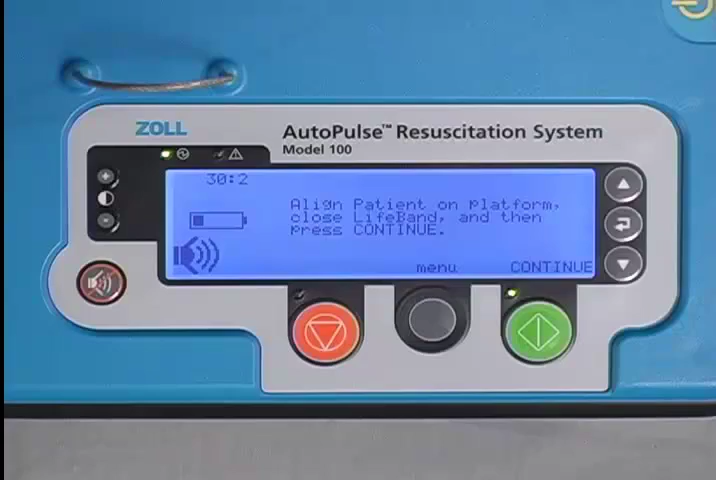 ZOLL
AutoPulse™ Resuscitation System
Model 100
30:2
Align Patient on platform,
close LifeBand, and then
press CONTINUE.
menu CONTINUE